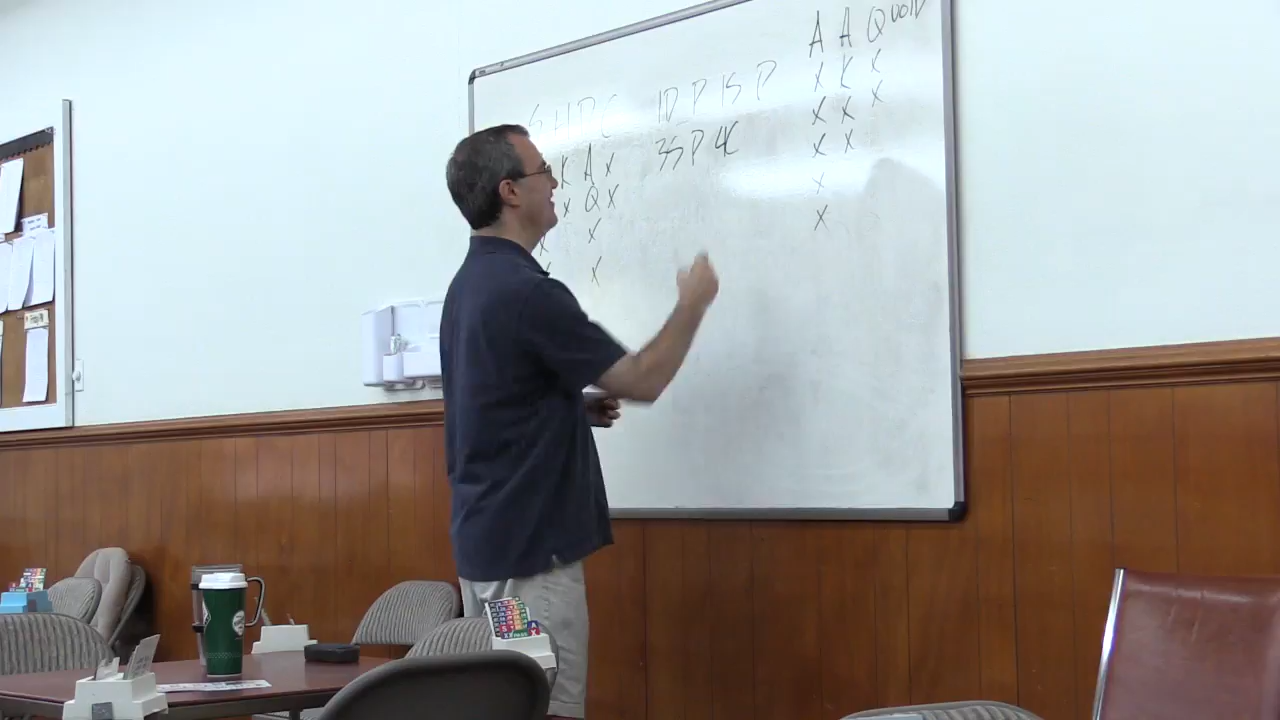 S H D C
K A X
X Q X
X X
X X
1D P 1S P
3S P 4C
A A Q VOID
X K X
X X X
X X
X
X